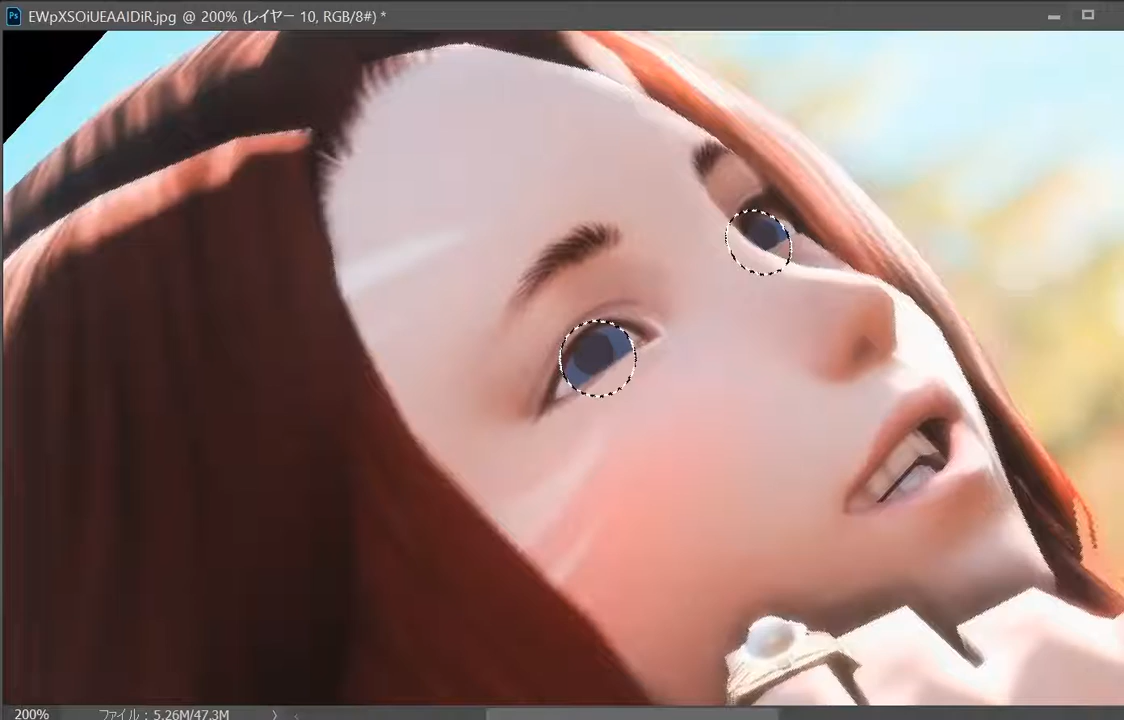 Ps EWpXSOiUEAAIDiR.jpg @ 200% (レイヤー 10, RGB/8#) *
200% ファイル : 5.26M/47.3M